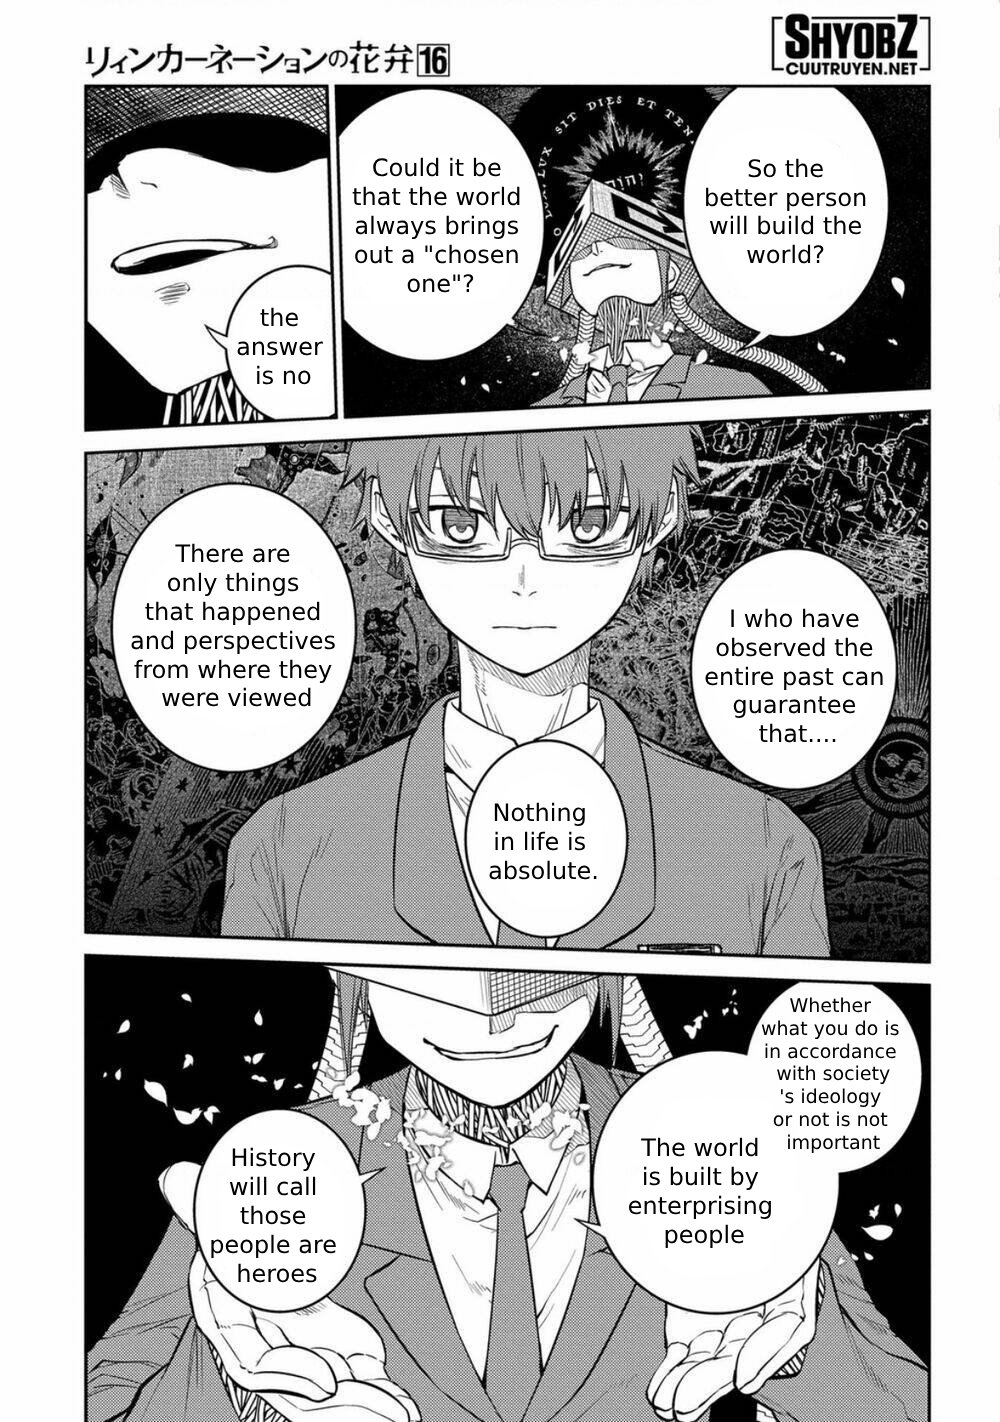 リィンカーネーションの花弁16
SHYOBZ
CUUTRUYEN.NET
So the
better person
will build the
world?
SIT DIES ET TEN
LUX
Could it be
that the world
always brings
out a "chosen
one"?
the
answer
is no
I who have
observed the
entire past can
guarantee
that....
There are
only things
that happened
and perspectives
from where they
were viewed
Nothing
in life is
absolute.
Whether
what you do is
in accordance
with society
's ideology
or not is not
important
The world
is built by
enterprising
people
History
will call
those
people are
heroes